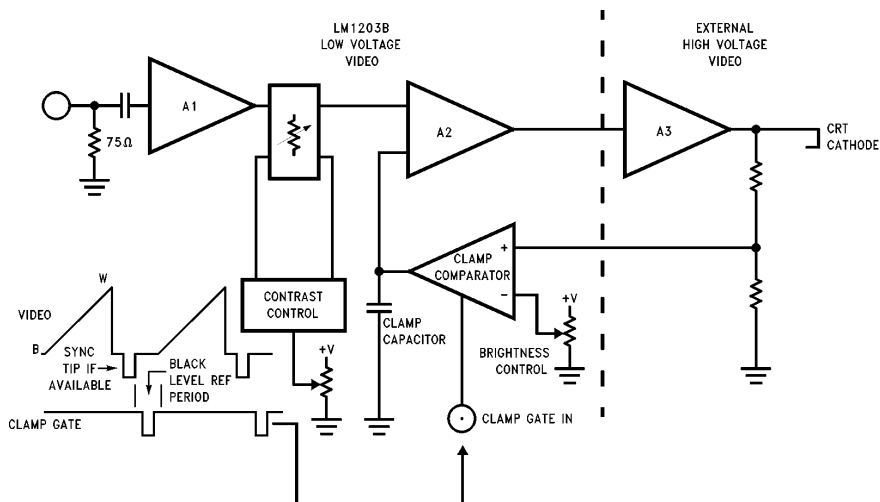 LM1203B
LOW VOLTAGE
VIDEO
EXTERNAL
HIGH VOLTAGE
VIDEO
A1
A2
A3
75Ω
CRT
CATHODE
+
CLAMP
COMPARATOR
-
CONTRAST
CONTROL
CLAMP
CAPACITOR
+V
BRIGHTNESS
CONTROL
+V
W
VIDEO
B
SYNC
TIP IF
AVAILABLE
BLACK
LEVEL REF
PERIOD
CLAMP GATE
CLAMP GATE IN